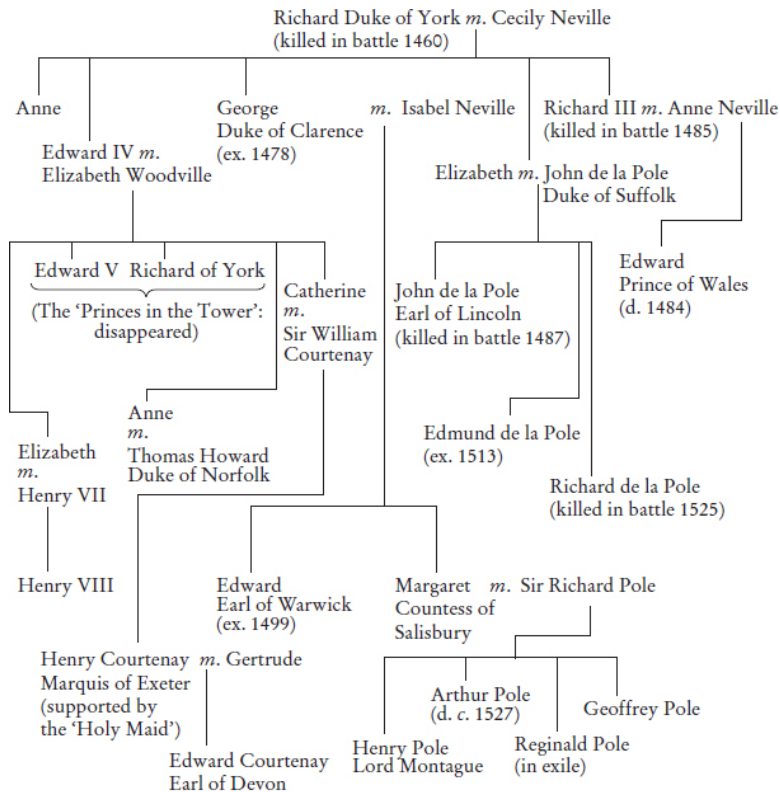 Richard Duke of York m. Cecily Neville
(killed in battle 1460)
Anne
George
Duke of Clarence
(ex. 1478)
m. Isabel Neville
Richard III m. Anne Neville
(killed in battle 1485)
Edward IV m.
Elizabeth Woodville
Elizabeth m. John de la Pole
Duke of Suffolk
Edward V Richard of York
(The ‘Princes in the Tower’:
disappeared)
Catherine
m.
Sir William
Courtenay
John de la Pole
Earl of Lincoln
(killed in battle 1487)
Edward
Prince of Wales
(d. 1484)
Anne
m.
Thomas Howard
Duke of Norfolk
Edmund de la Pole
(ex. 1513)
Elizabeth
m.
Henry VII
Richard de la Pole
(killed in battle 1525)
Henry VIII
Edward
Earl of Warwick
(ex. 1499)
Margaret m. Sir Richard Pole
Countess of
Salisbury
Henry Courtenay m. Gertrude
Marquis of Exeter
(supported by
the ‘Holy Maid’)
Arthur Pole
(d. c. 1527)
Geoffrey Pole
Henry Pole
Lord Montague
Reginald Pole
(in exile)
Edward Courtenay
Earl of Devon